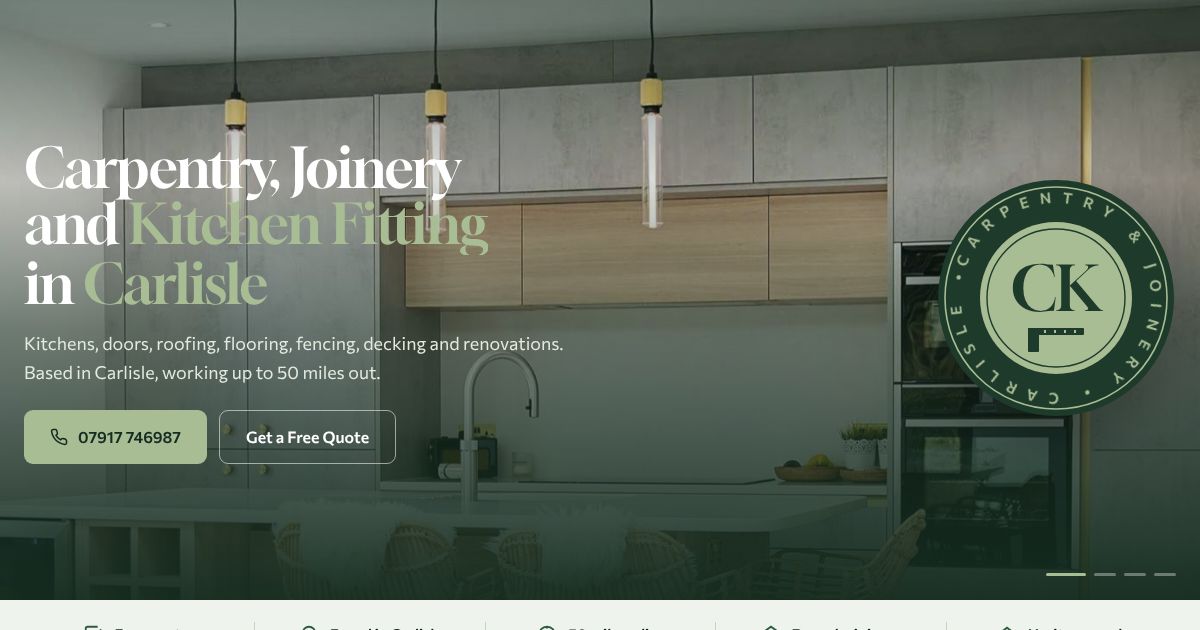 Carpentry, Joinery
and Kitchen Fitting
in Carlisle
Kitchens, doors, roofing, flooring, fencing, decking and renovations.
Based in Carlisle, working up to 50 miles out.
07917 746987
Get a Free Quote
• CARPENTRY & JOINERY • CARLISLE
CK